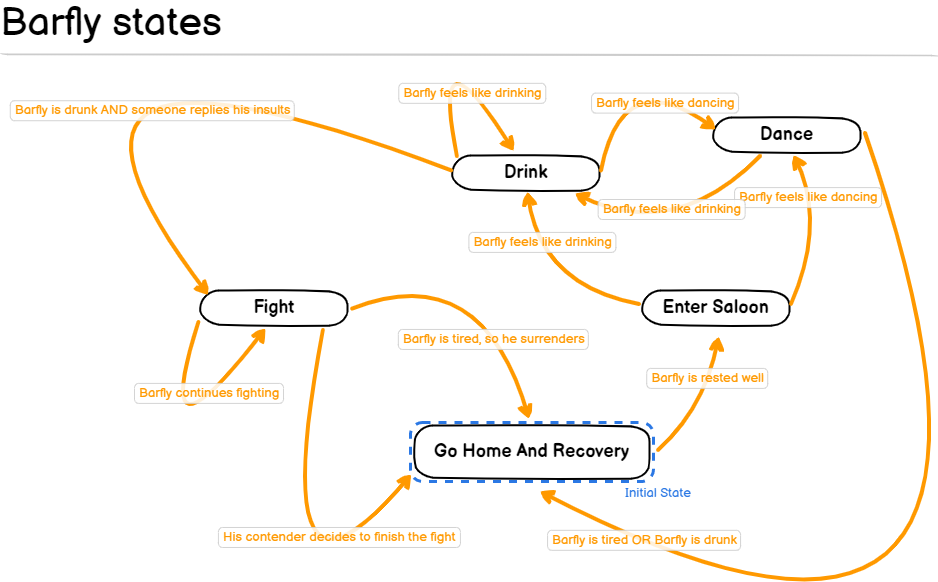 Barfly states
Barfly feels like drinking
Barfly feels like dancing
Barfly is drunk AND someone replies his insults
Dance
Drink
Barfly feels like dancing
Barfly feels like drinking
Barfly feels like drinking
Fight
Enter Saloon
Barfly is tired, so he surrenders
Barfly is rested well
Barfly continues fighting
Go Home And Recovery
Initial State
His contender decides to finish the fight
Barfly is tired OR Barfly is drunk